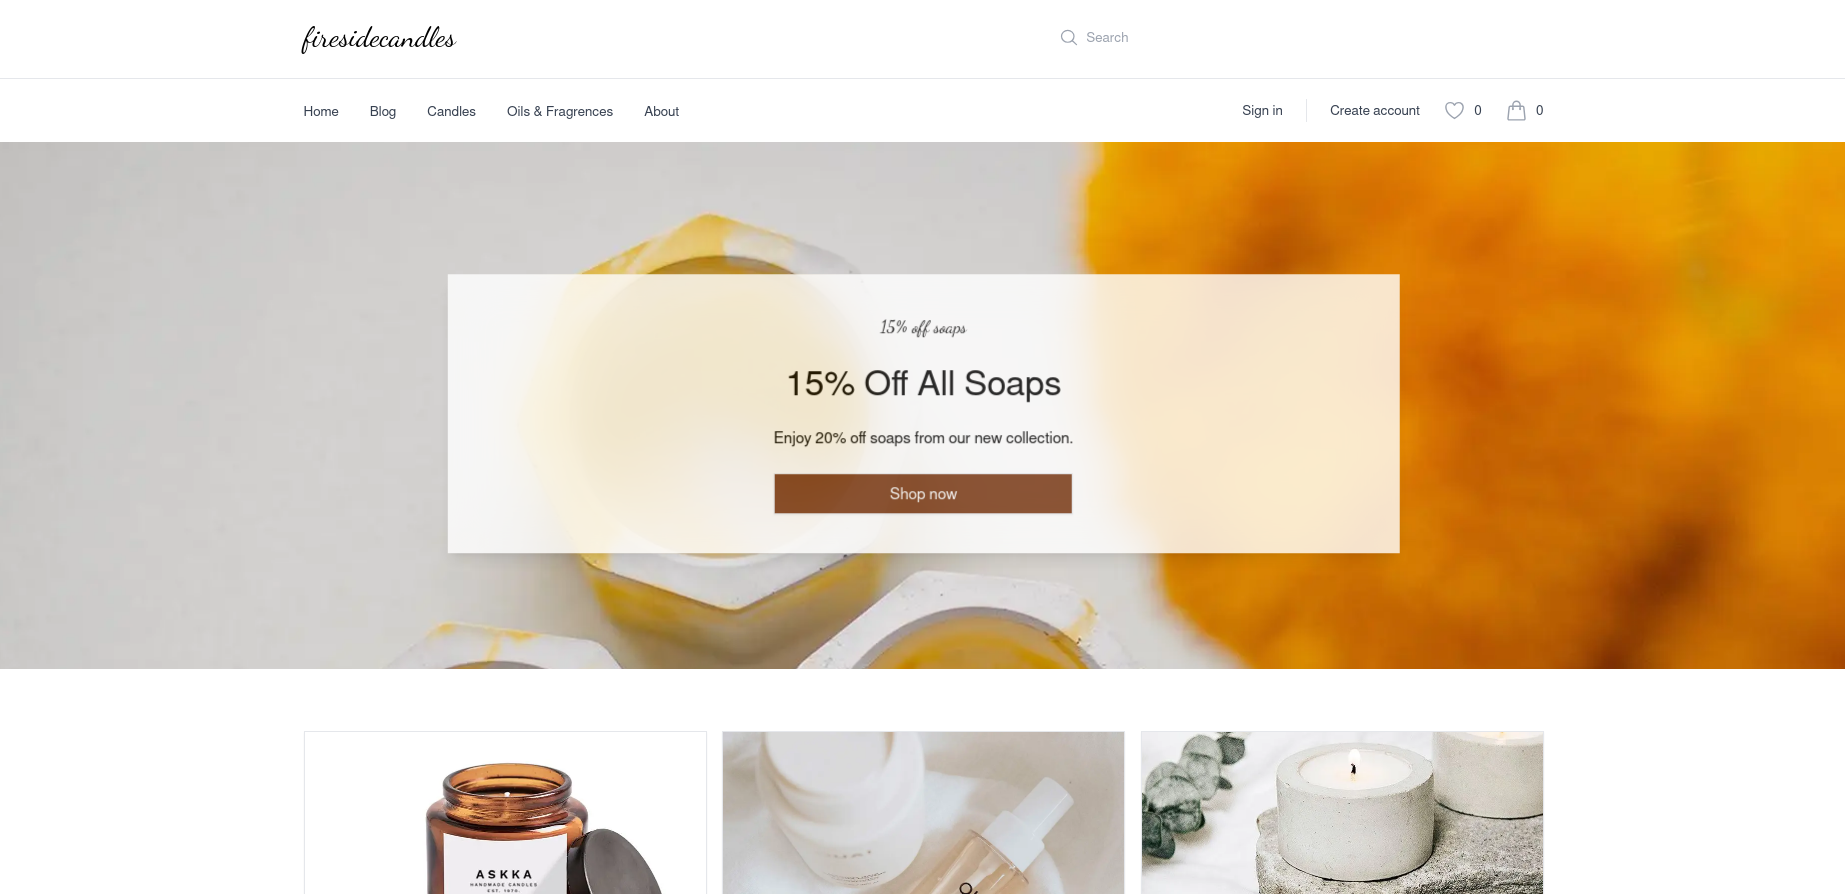 firesidecandles
Search
Home
Blog
Candles
Oils & Fragrences
About
Sign in
Create account
0
0
15% off soaps
15% Off All Soaps
Enjoy 20% off soaps from our new collection.
Shop now
ASKKA
HANDMADE CANDLES
EST. 1970.